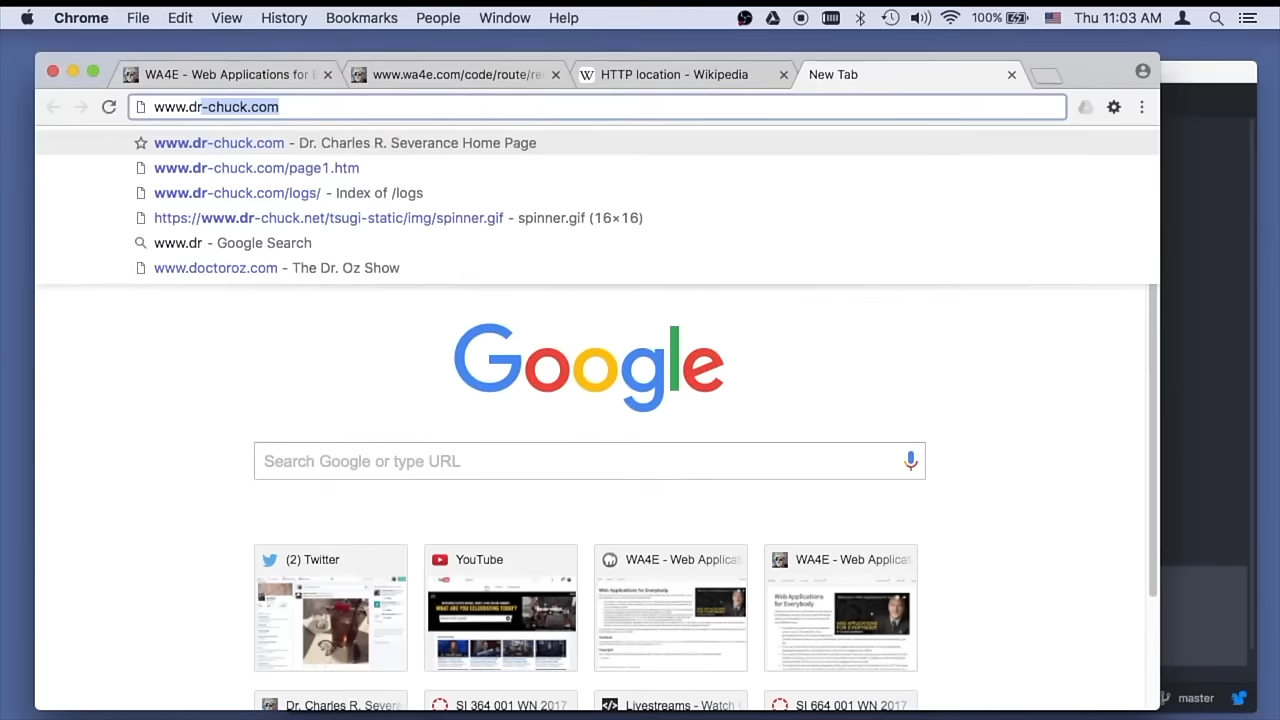 Chrome File Edit View History Bookmarks People Window Help 100% Thu 11:03 AM
WA4E - Web Applications for E www.wa4e.com/code/route/re HTTP location - Wikipedia New Tab
www.dr-chuck.com
www.dr-chuck.com - Dr. Charles R. Severance Home Page
www.dr-chuck.com/page1.htm
www.dr-chuck.com/logs/ - Index of /logs
https://www.dr-chuck.net/tsugi-static/img/spinner.gif - spinner.gif (16×16)
www.dr - Google Search
www.doctoroz.com - The Dr. Oz Show
Google
Search Google or type URL
(2) Twitter YouTube WA4E - Web Applicat WA4E - Web Applicat
Dr. Charles R. Severa SI 364 001 WN 2017 Livestreams - Watch SI 664 001 WN 2017
master